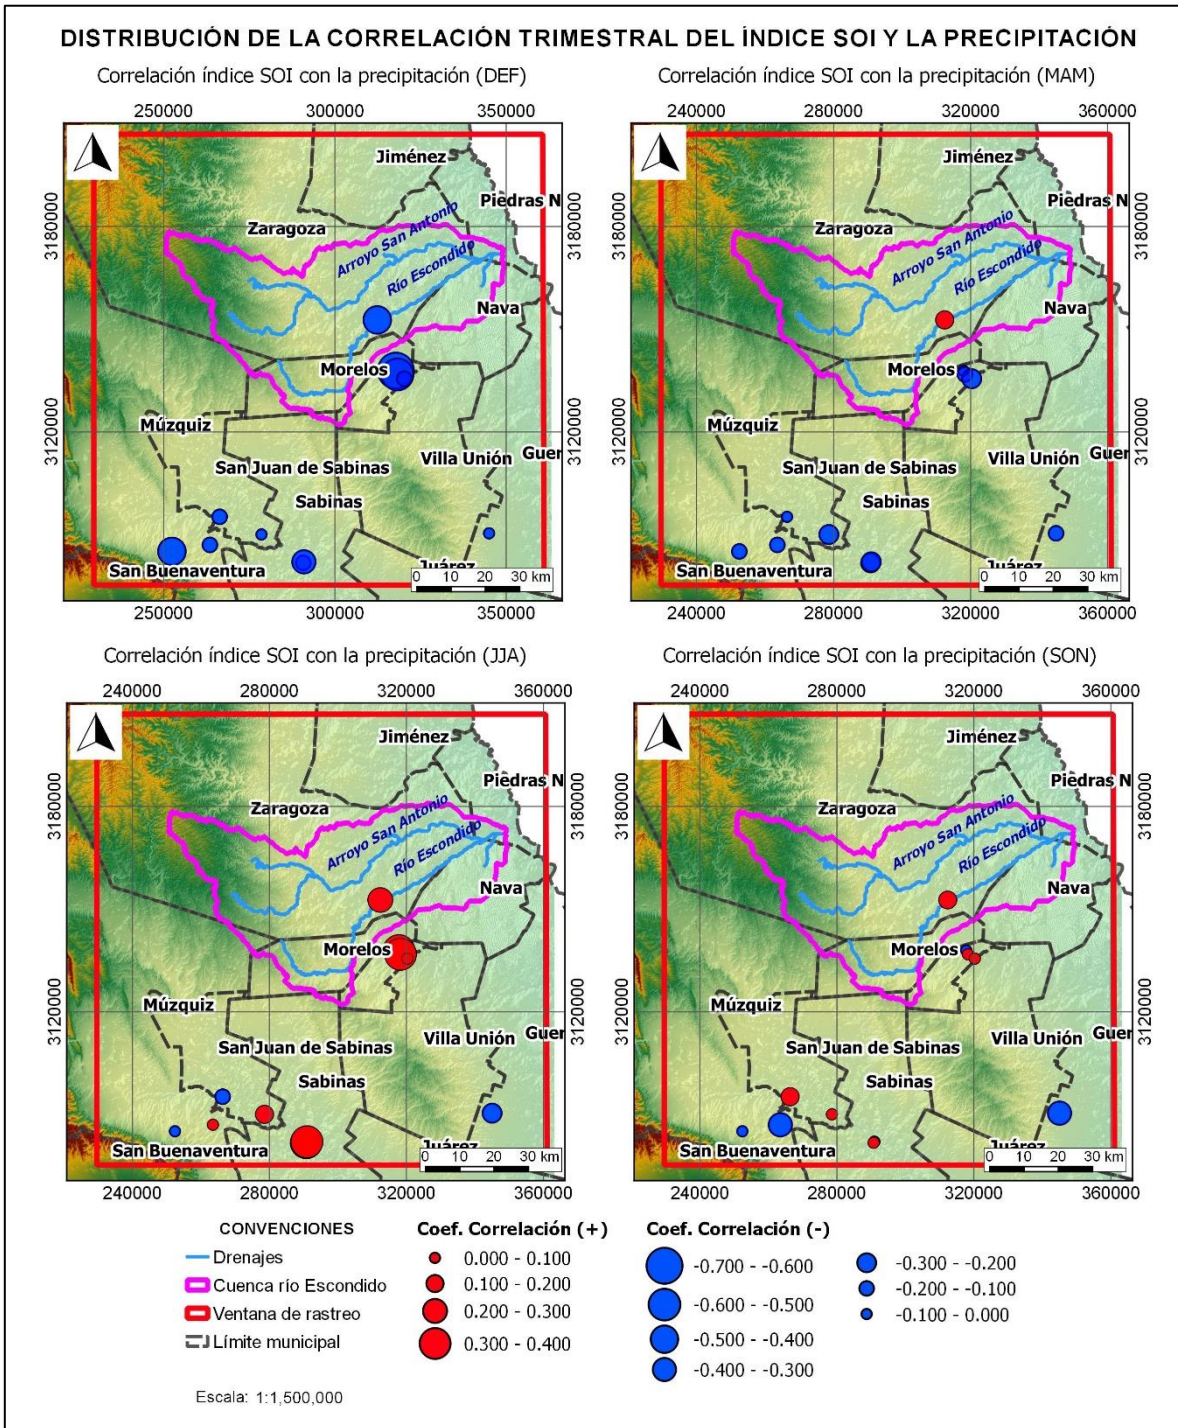 DISTRIBUCIÓN DE LA CORRELACIÓN TRIMESTRAL DEL ÍNDICE SOI Y LA PRECIPITACIÓN
Correlación índice SOI con la precipitación (DEF)
250000 300000 350000
Jiménez
Piedras N
3180000 3180000
Zaragoza
Arroyo San Antonio
Río Escondido
Nava
Morelos
3120000 3120000
Múzquiz
Villa Unión
Guer
San Juan de Sabinas
Sabinas
San Buenaventura
Juárez
0 10 20 30 km
250000 300000 350000
Correlación índice SOI con la precipitación (MAM)
240000 280000 320000 360000
Jiménez
Piedras N
3180000 3180000
Zaragoza
Arroyo San Antonio
Río Escondido
Nava
Morelos
3120000 3120000
Múzquiz
Villa Unión
Guer
San Juan de Sabinas
Sabinas
San Buenaventura
Juárez
0 10 20 30 km
240000 280000 320000 360000
Correlación índice SOI con la precipitación (JJA)
240000 280000 320000 360000
Jiménez
Piedras N
3180000 3180000
Zaragoza
Arroyo San Antonio
Río Escondido
Nava
Morelos
3120000 3120000
Múzquiz
Villa Unión
Guer
San Juan de Sabinas
Sabinas
San Buenaventura
Juárez
0 10 20 30 km
240000 280000 320000 360000
Correlación índice SOI con la precipitación (SON)
240000 280000 320000 360000
Jiménez
Piedras N
3180000 3180000
Zaragoza
Arroyo San Antonio
Río Escondido
Nava
Morelos
3120000 3120000
Múzquiz
Villa Unión
Guer
San Juan de Sabinas
Sabinas
San Buenaventura
Juárez
0 10 20 30 km
240000 280000 320000 360000
CONVENCIONES
Drenajes
Cuenca río Escondido
Ventana de rastreo
Límite municipal
Escala: 1:1,500,000
Coef. Correlación (+)
0.000 - 0.100
0.100 - 0.200
0.200 - 0.300
0.300 - 0.400
Coef. Correlación (-)
-0.700 - -0.600
-0.600 - -0.500
-0.500 - -0.400
-0.400 - -0.300
-0.300 - -0.200
-0.200 - -0.100
-0.100 - 0.000